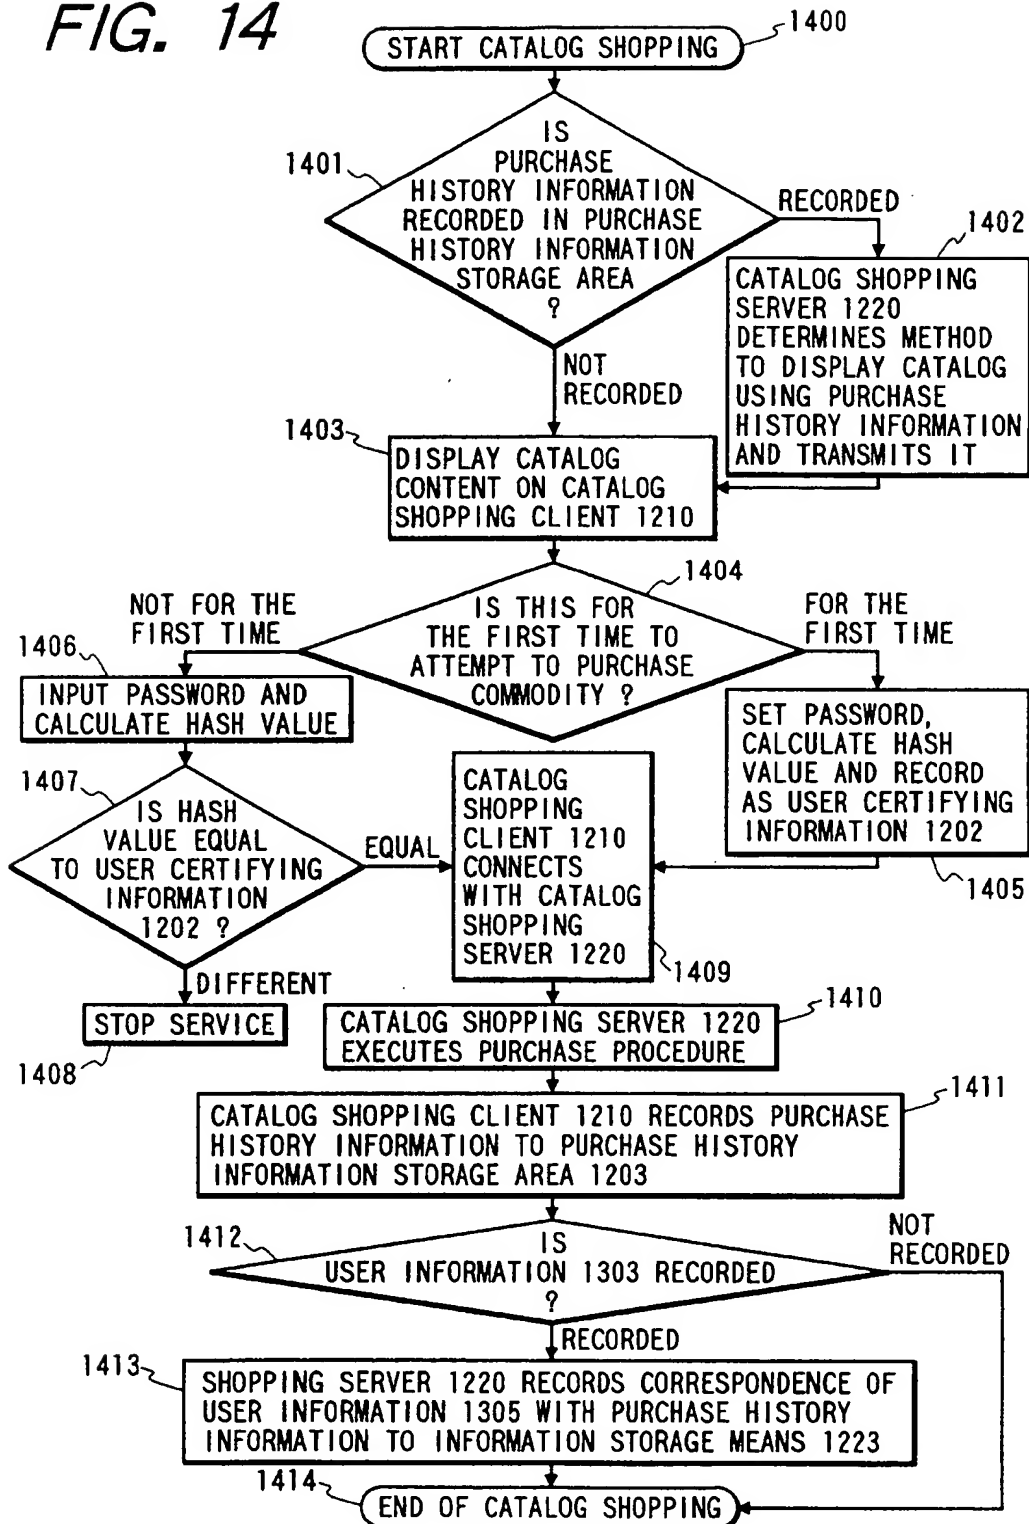 FIG. 14
START CATALOG SHOPPING
1400
IS
PURCHASE
HISTORY INFORMATION
RECORDED IN PURCHASE
HISTORY INFORMATION
STORAGE AREA
?
1401
RECORDED
1402
CATALOG SHOPPING
SERVER 1220
DETERMINES METHOD
TO DISPLAY CATALOG
USING PURCHASE
HISTORY INFORMATION
AND TRANSMITS IT
NOT
RECORDED
1403
DISPLAY CATALOG
CONTENT ON CATALOG
SHOPPING CLIENT 1210
1404
IS THIS FOR
THE FIRST TIME TO
ATTEMPT TO PURCHASE
COMMODITY ?
NOT FOR THE
FIRST TIME
FOR THE
FIRST TIME
1406
INPUT PASSWORD AND
CALCULATE HASH VALUE
SET PASSWORD,
CALCULATE HASH
VALUE AND RECORD
AS USER CERTIFYING
INFORMATION 1202
1405
1407
IS HASH
VALUE EQUAL
TO USER CERTIFYING
INFORMATION
1202 ?
EQUAL
CATALOG
SHOPPING
CLIENT 1210
CONNECTS
WITH CATALOG
SHOPPING
SERVER 1220
1409
DIFFERENT
STOP SERVICE
1408
CATALOG SHOPPING SERVER 1220
EXECUTES PURCHASE PROCEDURE
1410
CATALOG SHOPPING CLIENT 1210 RECORDS PURCHASE
HISTORY INFORMATION TO PURCHASE HISTORY
INFORMATION STORAGE AREA 1203
1411
1412
IS
USER INFORMATION 1303 RECORDED
?
NOT
RECORDED
RECORDED
1413
SHOPPING SERVER 1220 RECORDS CORRESPONDENCE OF
USER INFORMATION 1305 WITH PURCHASE HISTORY
INFORMATION TO INFORMATION STORAGE MEANS 1223
1414
END OF CATALOG SHOPPING